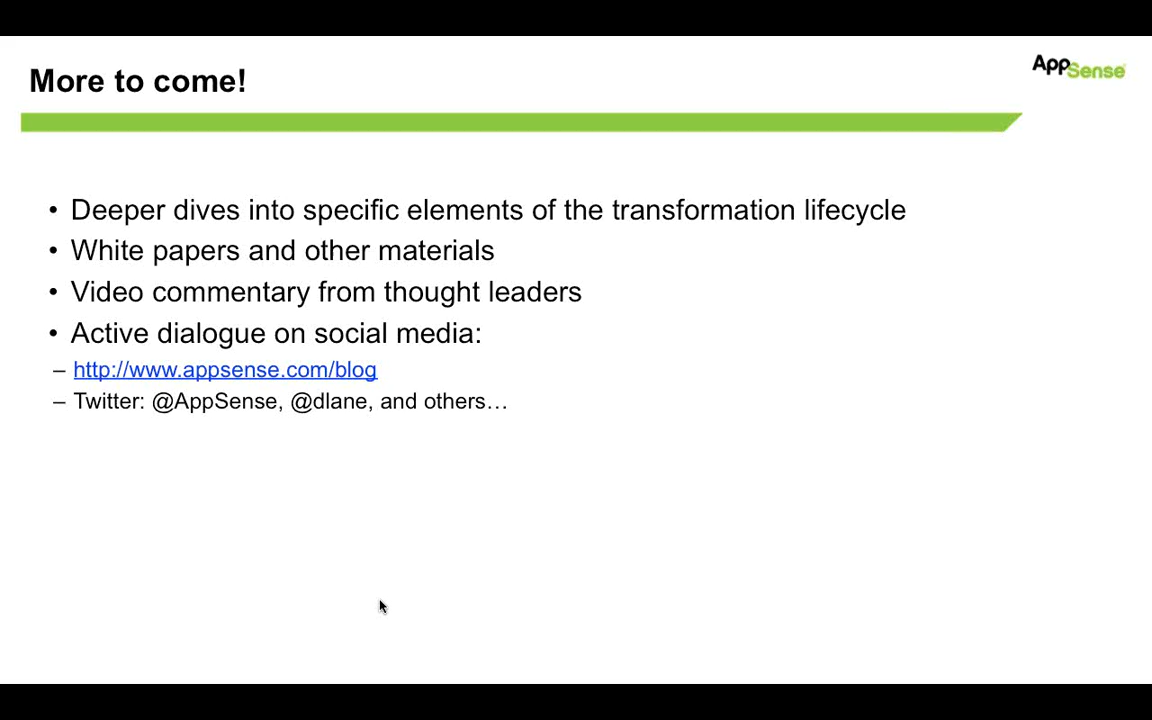 More to come!
AppSense
• Deeper dives into specific elements of the transformation lifecycle
• White papers and other materials
• Video commentary from thought leaders
• Active dialogue on social media:
– http://www.appsense.com/blog
– Twitter: @AppSense, @dlane, and others…